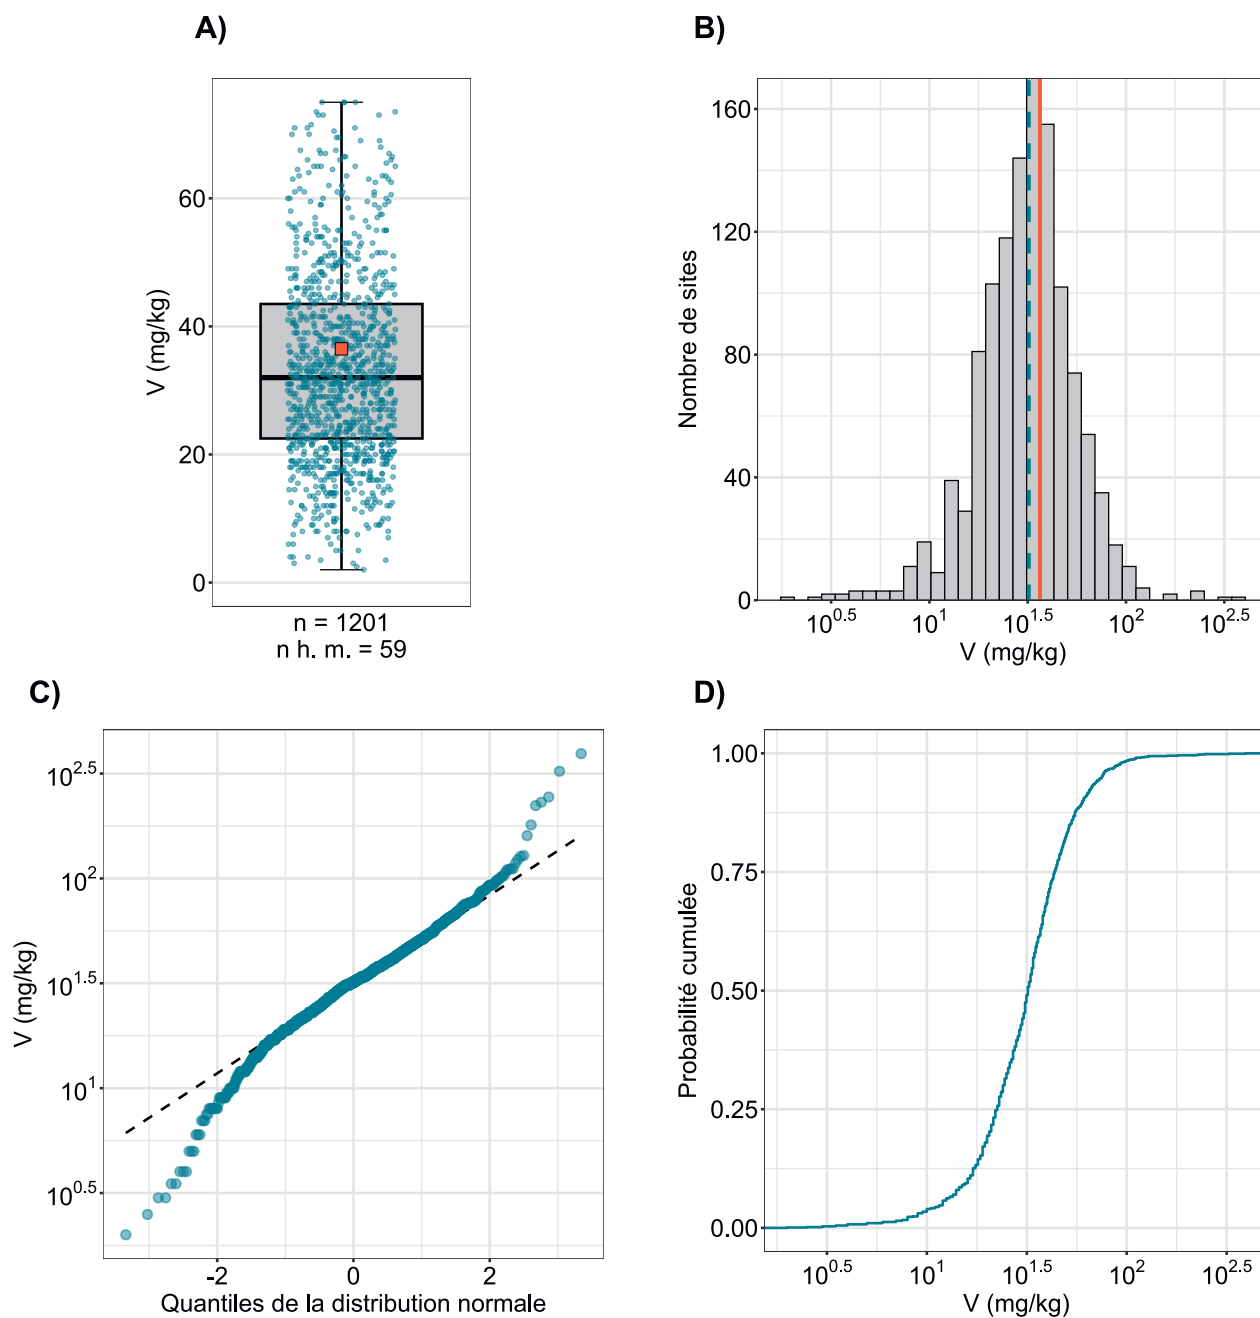 A)
V (mg/kg)
60
40
20
0
n = 1201
n h. m. = 59
B)
Nombre de sites
160
120
80
40
0
10^0.5 10^1 10^1.5 10^2 10^2.5
V (mg/kg)
C)
V (mg/kg)
10^2.5
10^2
10^1.5
10^1
10^0.5
-2 0 2
Quantiles de la distribution normale
D)
Probabilité cumulée
1.00
0.75
0.50
0.25
0.00
10^0.5 10^1 10^1.5 10^2 10^2.5
V (mg/kg)